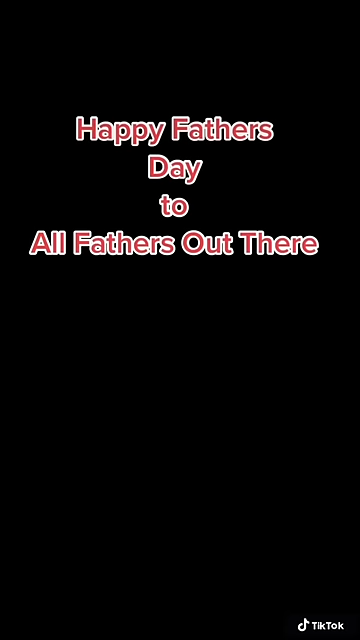 Happy Fathers
Day
to
All Fathers Out There
TikTok